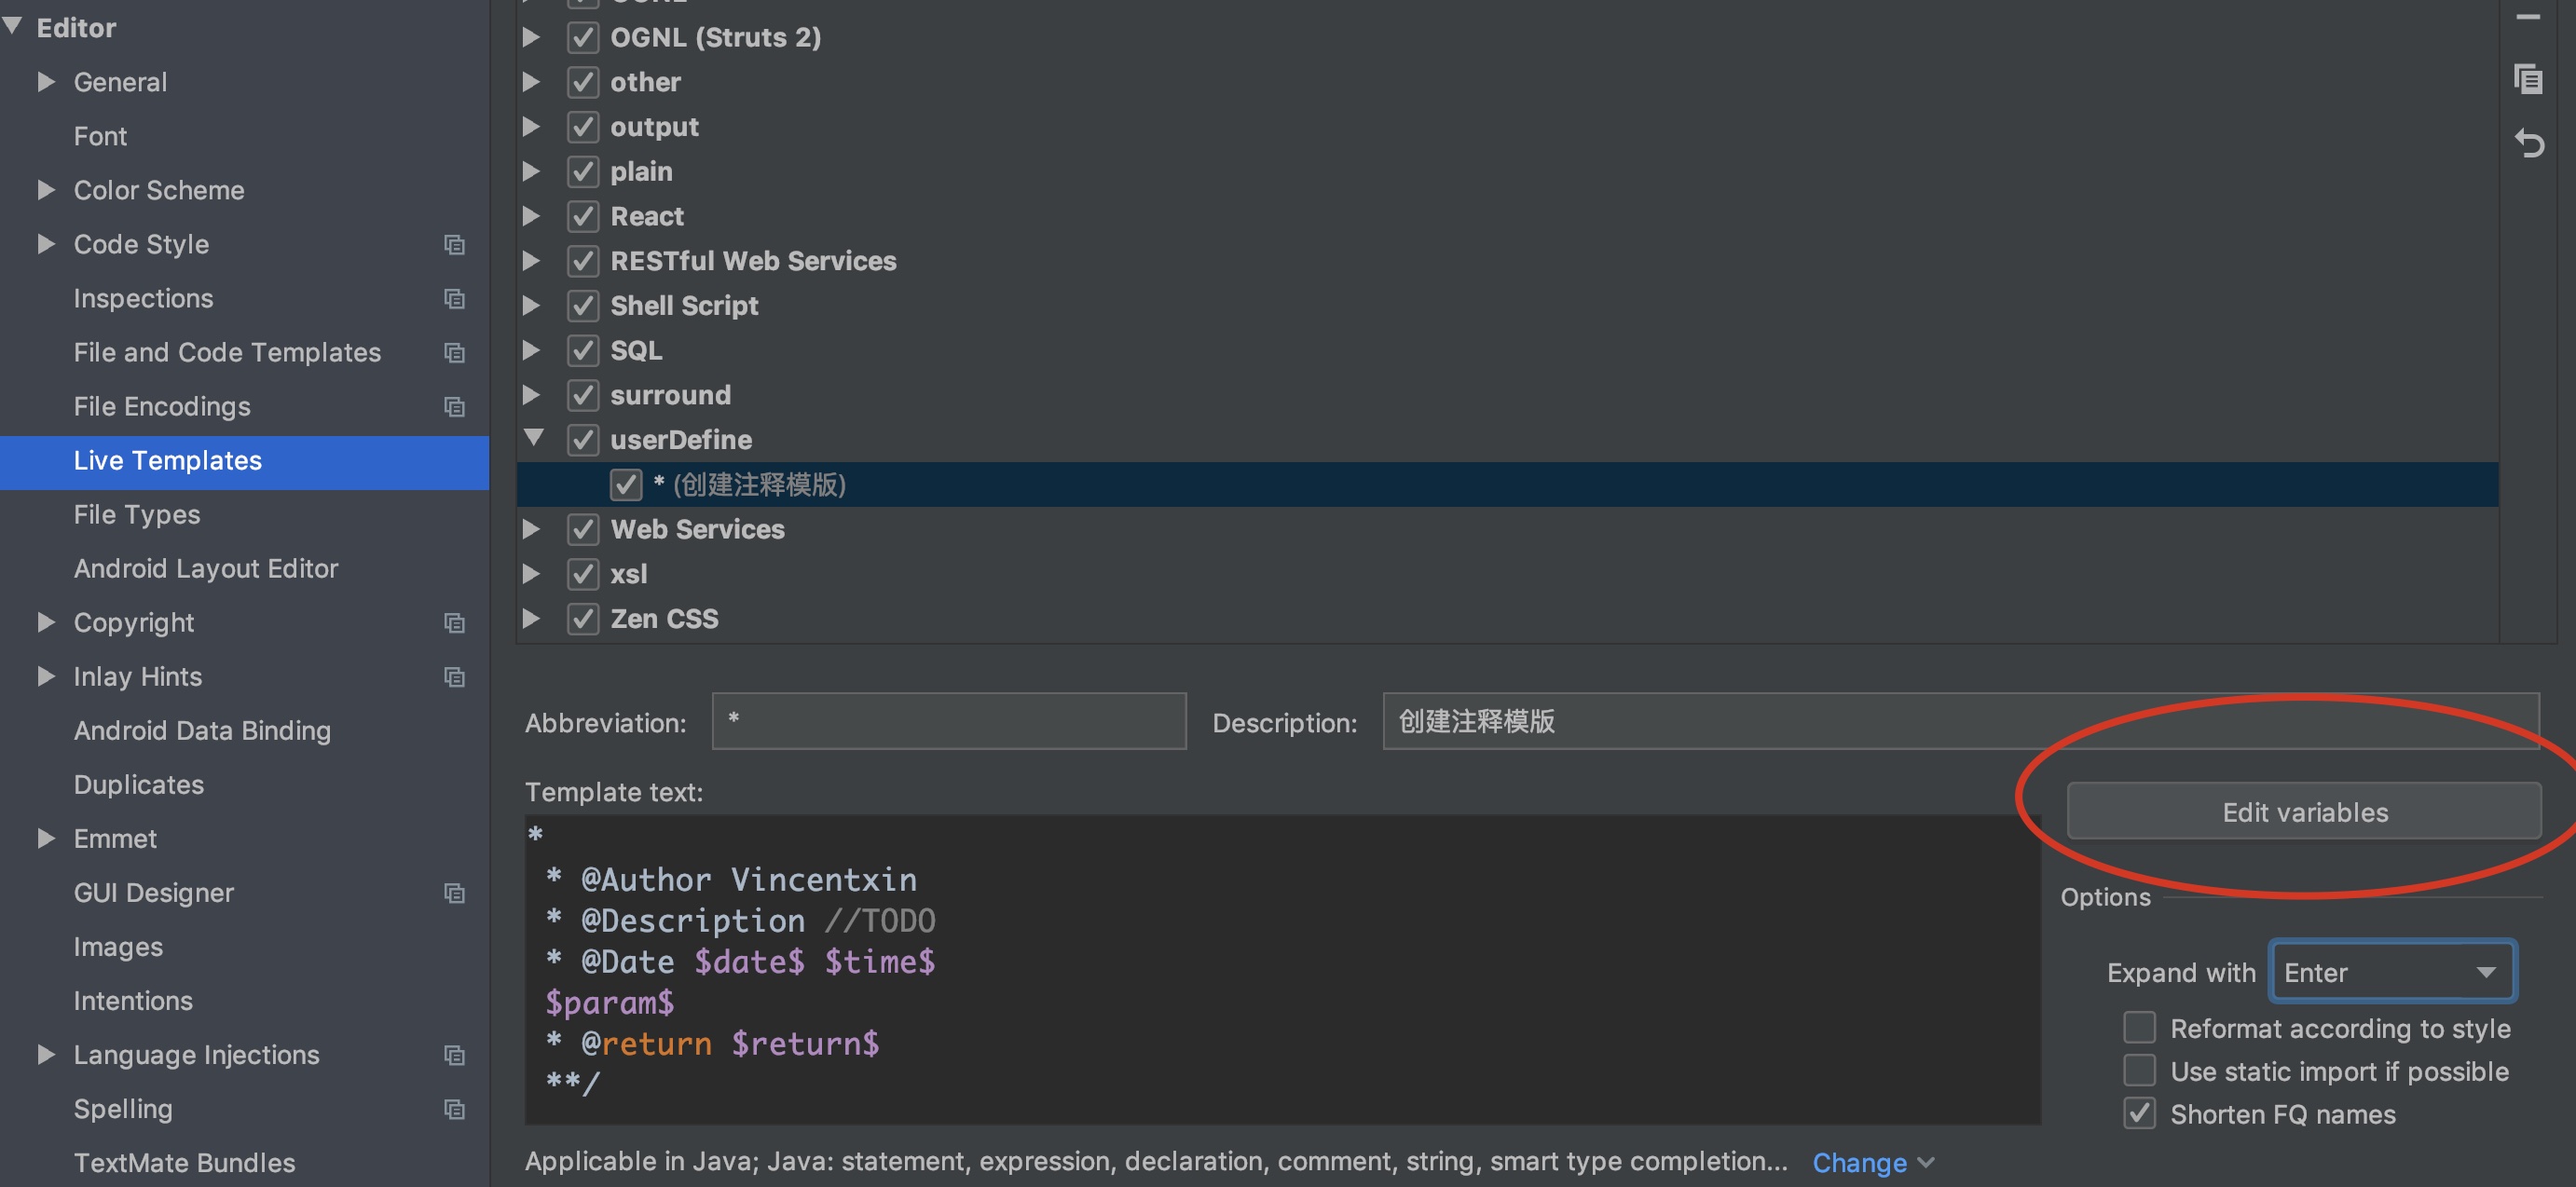 Editor
General
Font
Color Scheme
Code Style
Inspections
File and Code Templates
File Encodings
Live Templates
File Types
Android Layout Editor
Copyright
Inlay Hints
Android Data Binding
Duplicates
Emmet
GUI Designer
Images
Intentions
Language Injections
Spelling
TextMate Bundles
OGNL (Struts 2)
other
output
plain
React
RESTful Web Services
Shell Script
SQL
surround
userDefine
* (创建注释模版)
Web Services
xsl
Zen CSS
Abbreviation: * Description: 创建注释模版
Template text:
*
* @Author Vincentxin
* @Description //TODO
* @Date $date$ $time$
$param$
* @return $return$
**/
Edit variables
Options
Expand with Enter
Reformat according to style
Use static import if possible
Shorten FQ names
Applicable in Java; Java: statement, expression, declaration, comment, string, smart type completion... Change